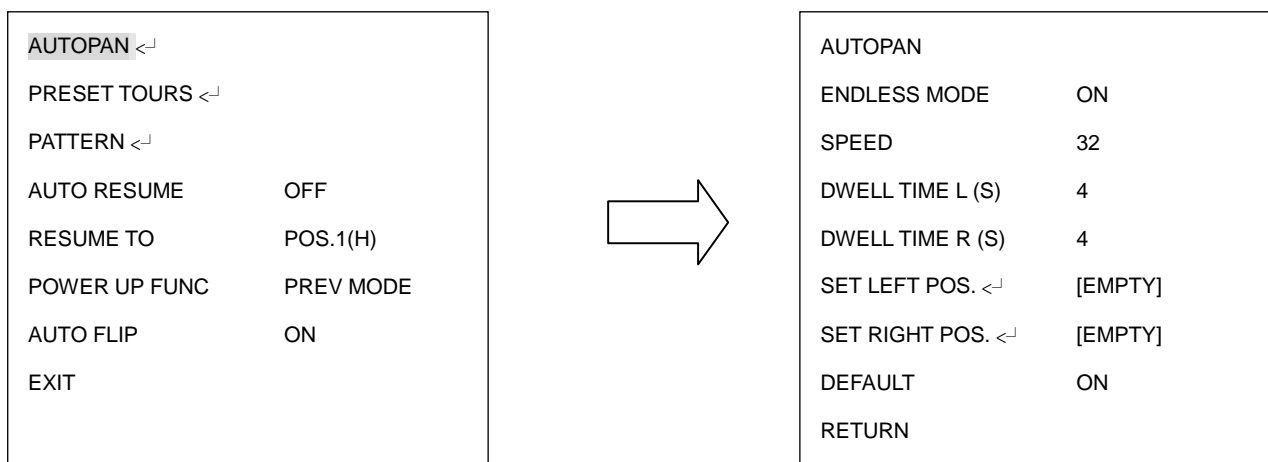 AUTOPAN <┘
PRESET TOURS <┘
PATTERN <┘
AUTO RESUME OFF
RESUME TO POS.1(H)
POWER UP FUNC PREV MODE
AUTO FLIP ON
EXIT
AUTOPAN
ENDLESS MODE ON
SPEED 32
DWELL TIME L (S) 4
DWELL TIME R (S) 4
SET LEFT POS. <┘ [EMPTY]
SET RIGHT POS. <┘ [EMPTY]
DEFAULT ON
RETURN